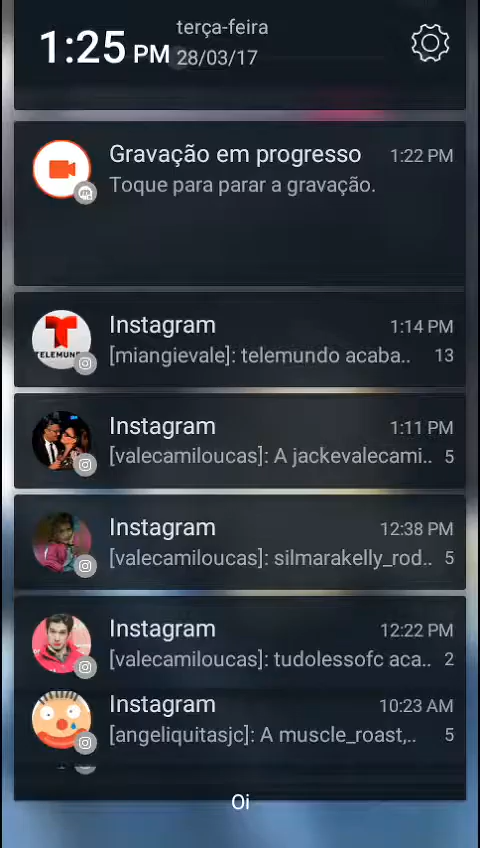 1:25 PM
terça-feira
28/03/17
Gravação em progresso 1:22 PM
Toque para parar a gravação.
TELEMUN
Instagram 1:14 PM
[miangievale]: telemundo acaba.. 13
Instagram 1:11 PM
[valecamiloucas]: A jackevalecami.. 5
Instagram 12:38 PM
[valecamiloucas]: silmarakelly_rod.. 5
Instagram 12:22 PM
[valecamiloucas]: tudolessofc aca.. 2
Instagram 10:23 AM
[angeliquitasjc]: A muscle_roast,.. 5
Oi